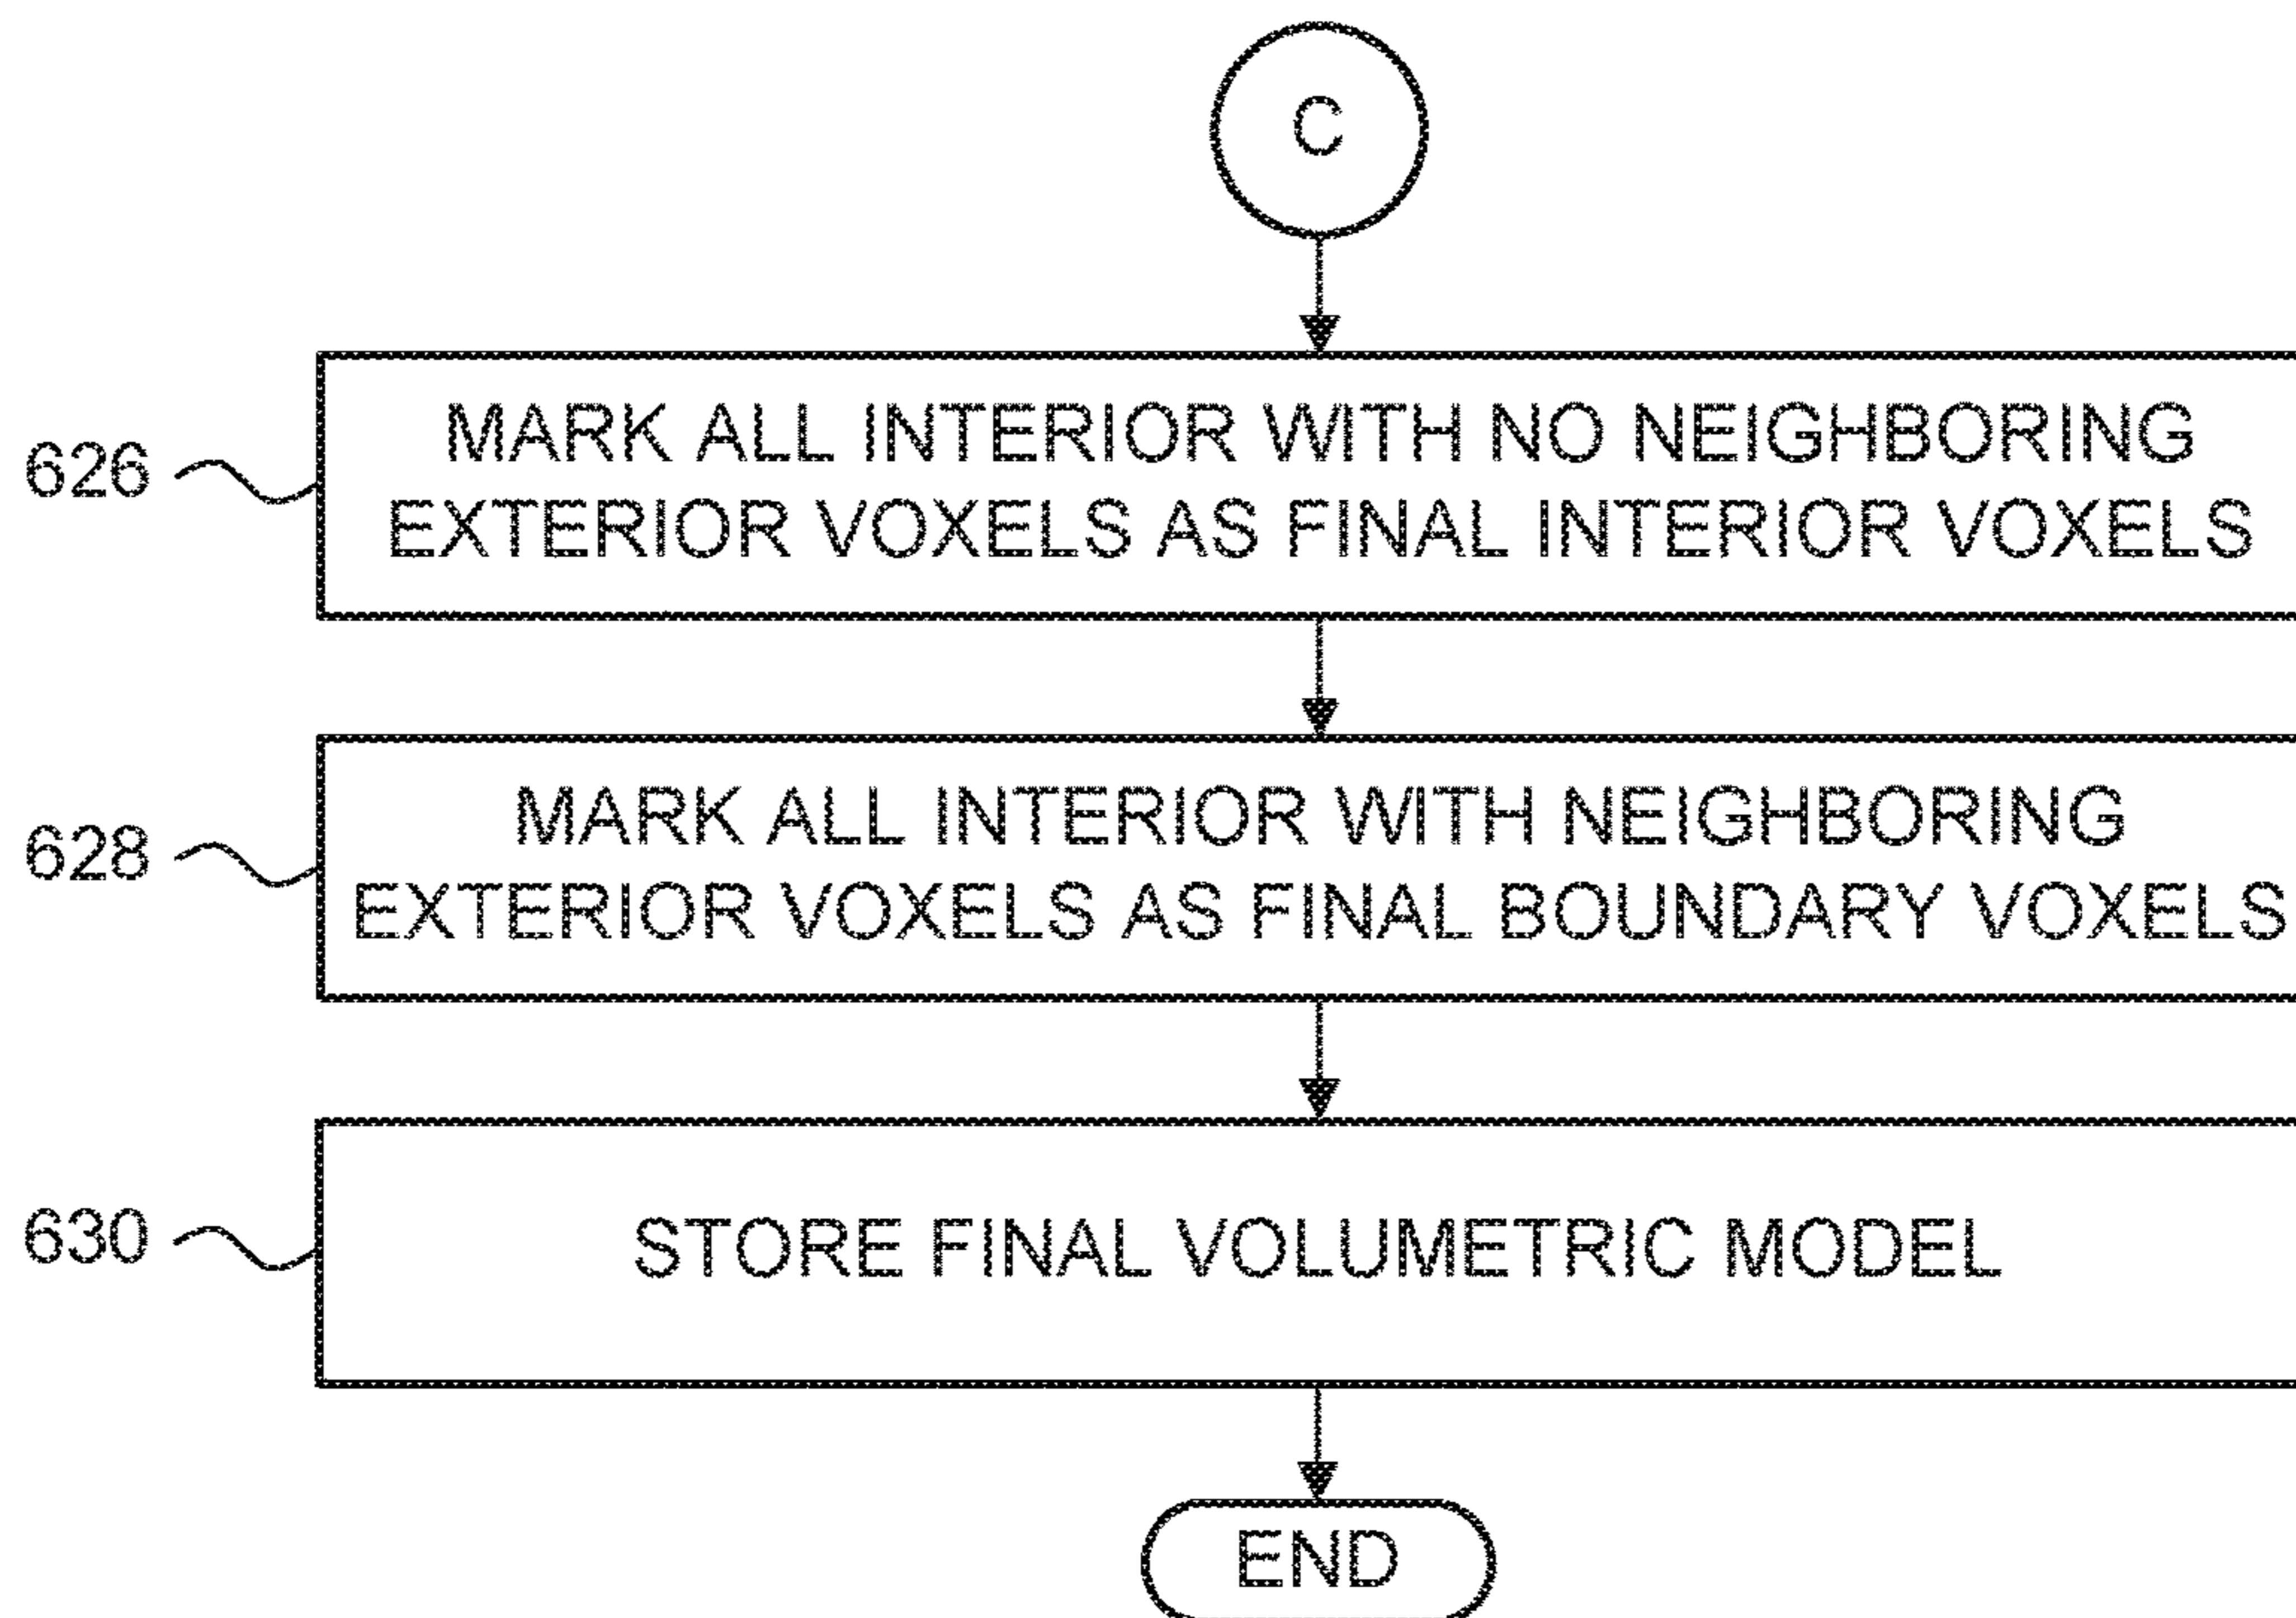 C
626
MARK ALL INTERIOR WITH NO NEIGHBORING
EXTERIOR VOXELS AS FINAL INTERIOR VOXELS
628
MARK ALL INTERIOR WITH NEIGHBORING
EXTERIOR VOXELS AS FINAL BOUNDARY VOXELS
630
STORE FINAL VOLUMETRIC MODEL
END